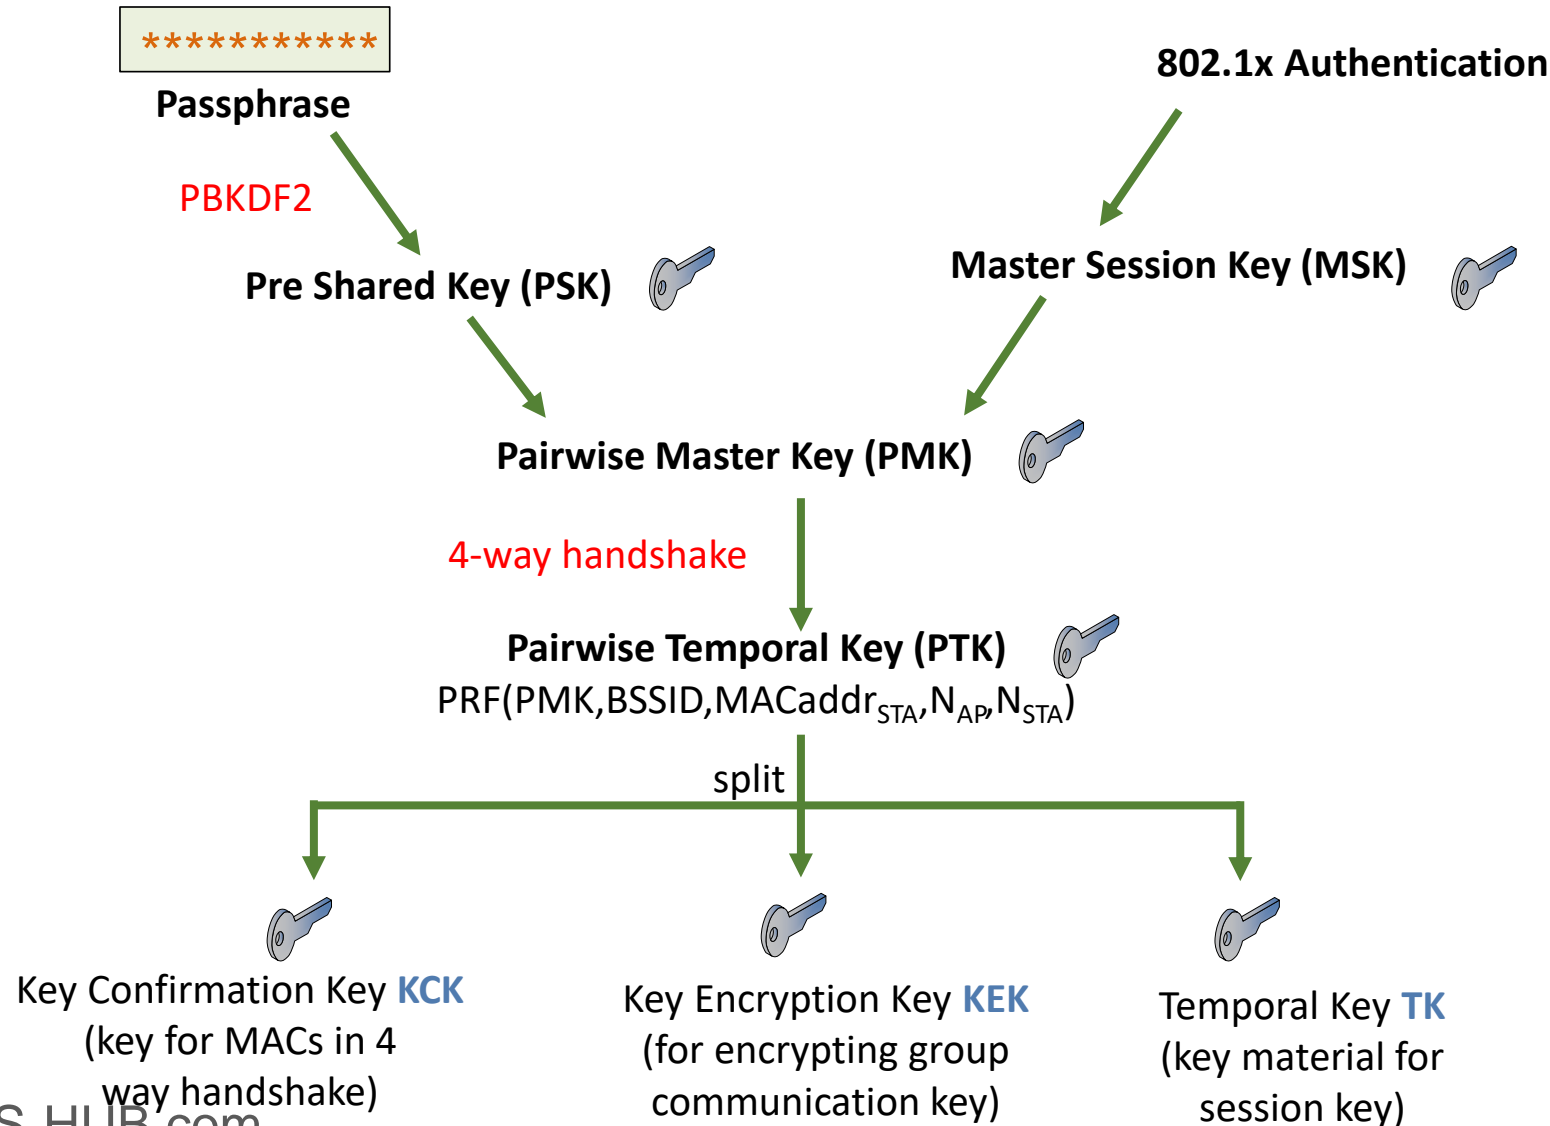 ***********
Passphrase
802.1x Authentication
PBKDF2
Pre Shared Key (PSK)
Master Session Key (MSK)
Pairwise Master Key (PMK)
4-way handshake
Pairwise Temporal Key (PTK)
PRF(PMK,BSSID,MACaddrSTA,NAP,NSTA)
split
Key Confirmation Key KCK
(key for MACs in 4
way handshake)
Key Encryption Key KEK
(for encrypting group
communication key)
Temporal Key TK
(key material for
session key)